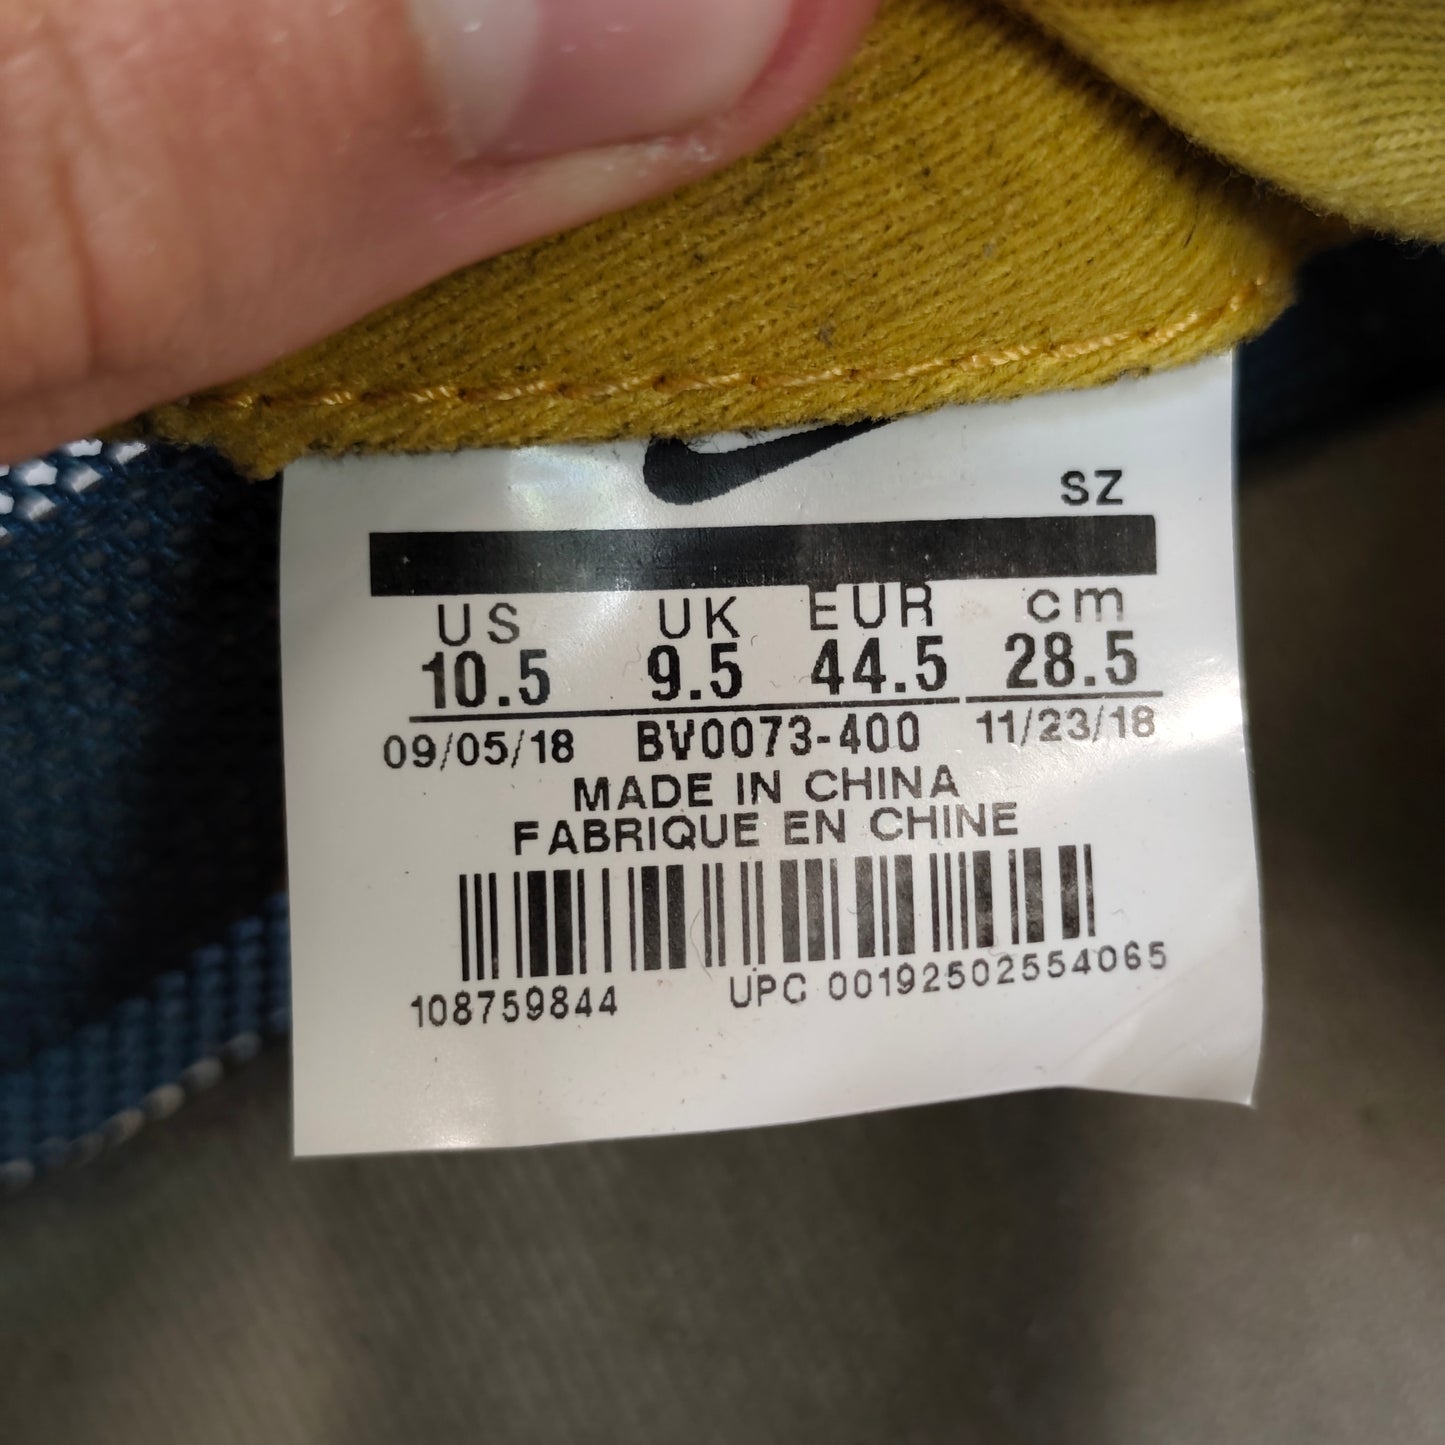 SZ
US UK EUR cm
10.5 9.5 44.5 28.5
09/05/18 BV0073-400 11/23/18
MADE IN CHINA
FABRIQUE EN CHINE
108759844 UPC 00192502554065